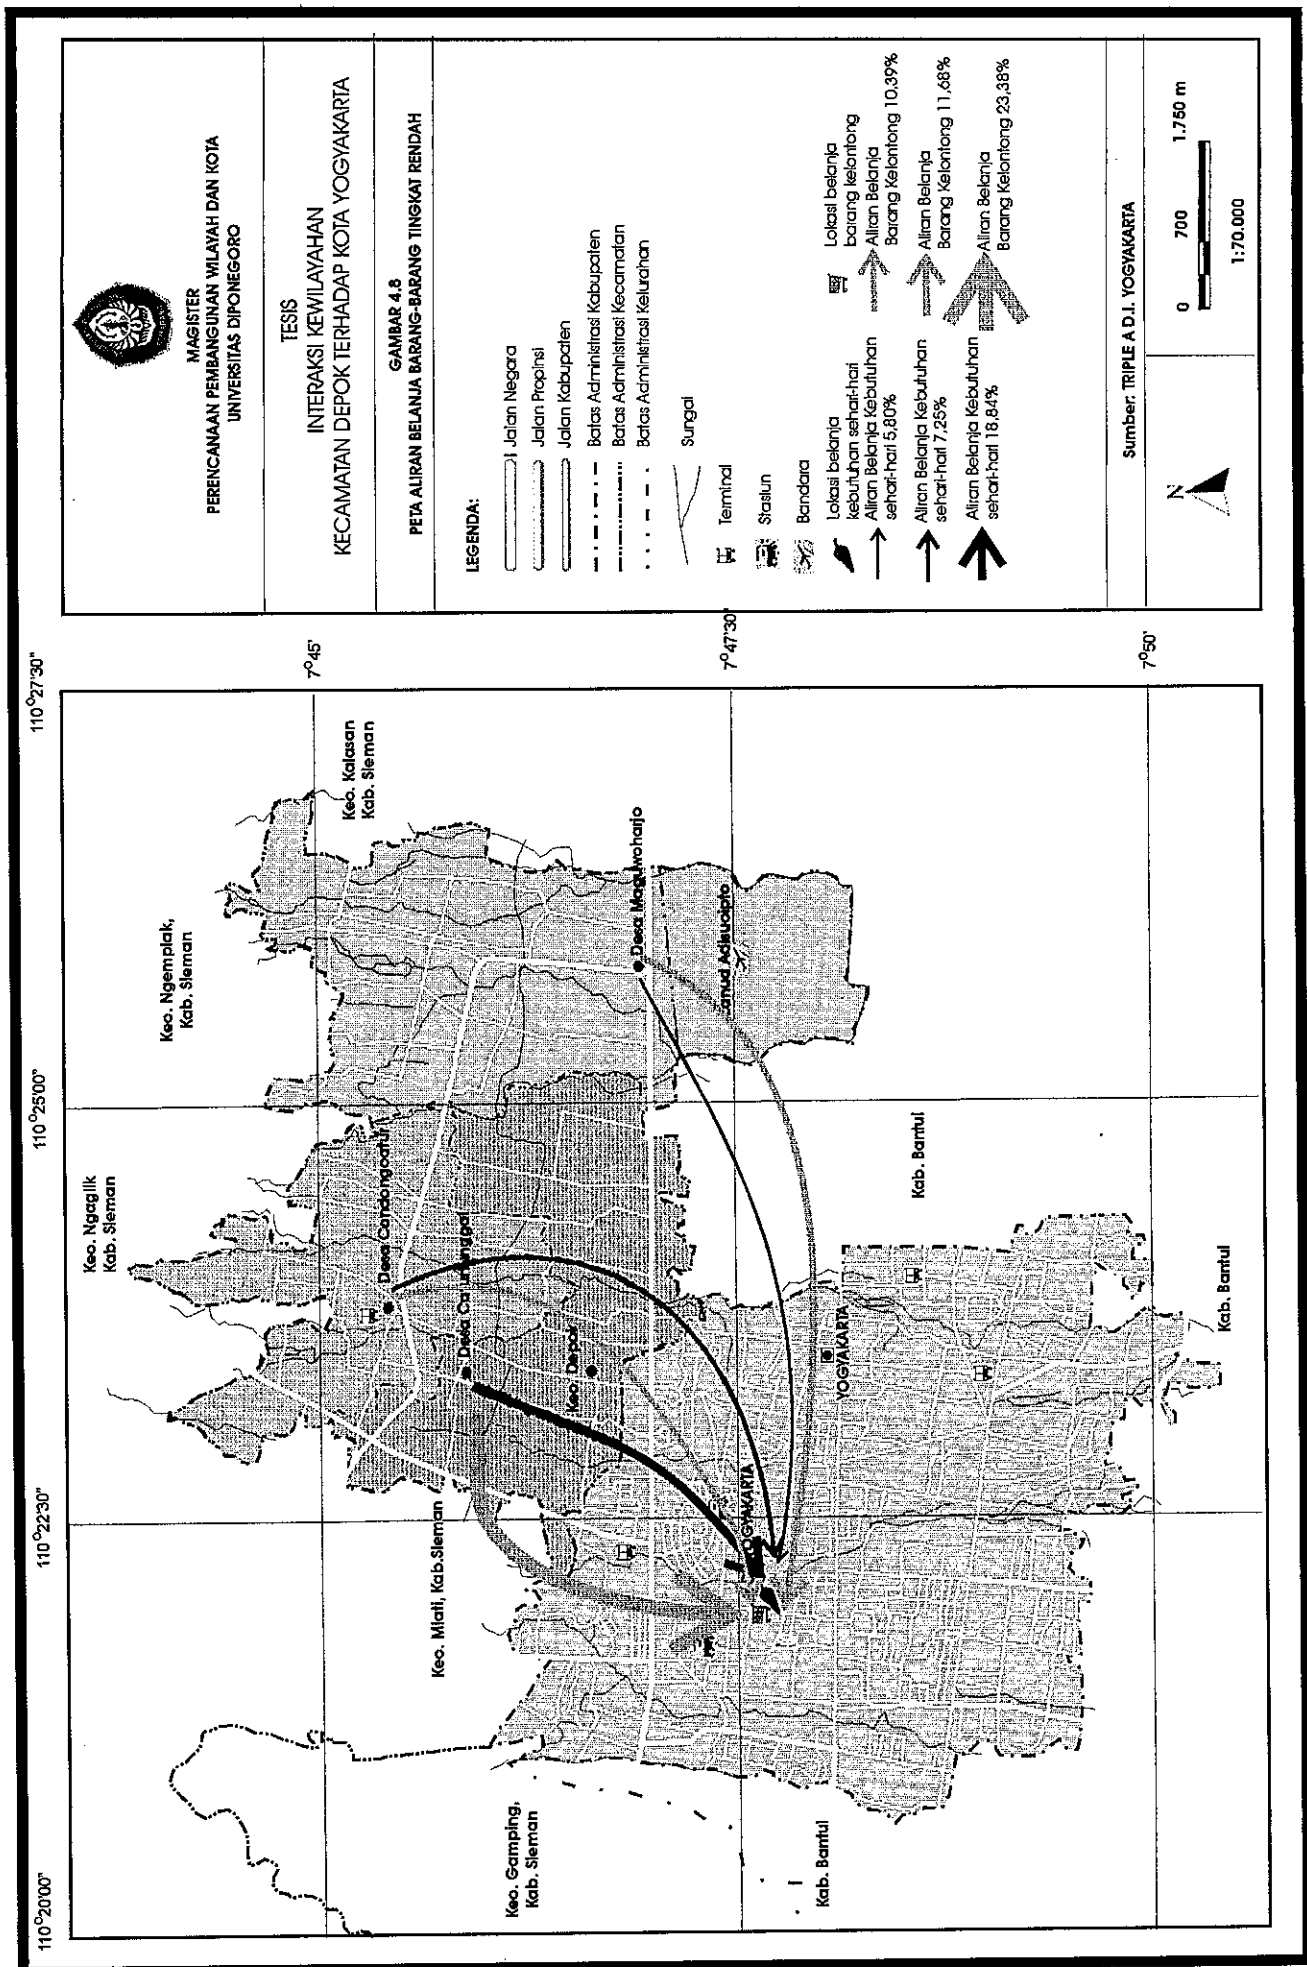 MAGISTER
PERENCANAAN PEMBANGUNAN WILAYAH DAN KOTA
UNIVERSITAS DIPONEGORO
TESIS
INTERAKSI KEWILAYAHAN
KECAMATAN DEPOK TERHADAP KOTA YOGYAKARTA
GAMBAR 4.8
PETA ALIRAN BELANJA BARANG-BARANG TINGKAT RENDAH
LEGENDA:
Jalan Negara
Jalan Propinsi
Jalan Kabupaten
Batas Administrasi Kabupaten
Batas Administrasi Kecamatan
Batas Administrasi Kelurahan
Sungai
Terminal
Stasiun
Bandara
Lokasi belanja
kebutuhan sehari-hari
Aliran Belanja Kebutuhan
sehari-hari 5,80%
Aliran Belanja Kebutuhan
sehari-hari 7,25%
Aliran Belanja Kebutuhan
sehari-hari 18,84%
Lokasi belanja
barang kelontong
Aliran Belanja
Barang Kelontong 10,39%
Aliran Belanja
Barang Kelontong 11,68%
Aliran Belanja
Barang Kelontong 23,38%
Sumber: TRIPLE A D.I. YOGYAKARTA
N
0 700 1.750 m
1:70.000
110°20'00"
110°22'30"
110°25'00"
110°27'30"
7°45'
7°47'30'
7°50'
Kec. Ngaglik
Kab. Sleman
Kec. Ngemplak,
Kab. Sleman
Kec. Kalasan
Kab. Sleman
Kec. Mlati, Kab.Sleman
Kec. Gamping,
Kab. Sleman
Kab. Bantul
Kab. Bantul
Kab. Bantul
Desa Condongcatur
Desa
Kec. Depok
Desa Maguwoharjo
Lanud Adisucipto
YOGYAKARTA
YOGYAKARTA